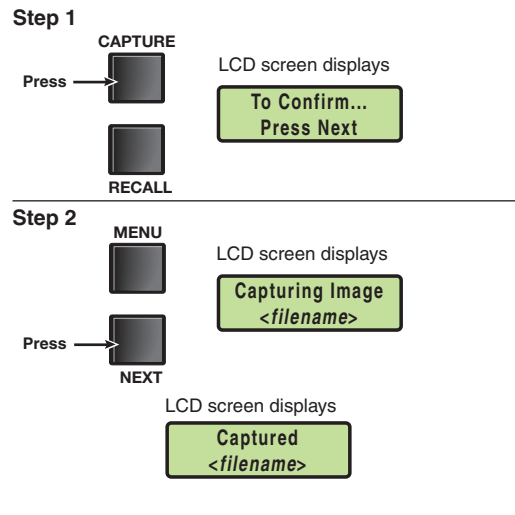 Step 1
CAPTURE
Press
LCD screen displays
To Confirm...
Press Next
RECALL
Step 2
MENU
LCD screen displays
Capturing Image
<filename>
Press
NEXT
LCD screen displays
Captured
<filename>